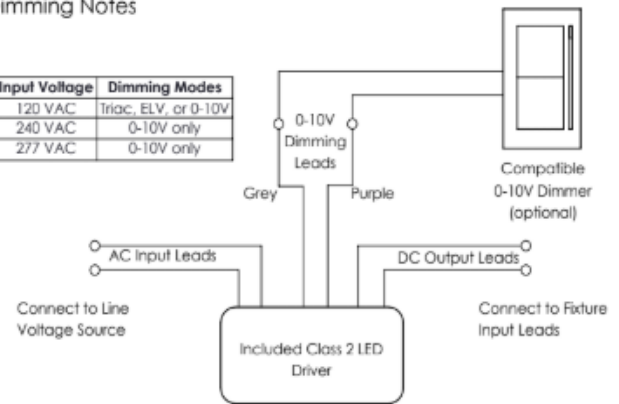 imming Notes
Input Voltage Dimming Modes
120 VAC Triac, ELV, or 0-10V
240 VAC 0-10V only
277 VAC 0-10V only
0-10V
Dimming
Leads
Grey
Purple
Compatible
0-10V Dimmer
(optional)
AC Input Leads
DC Output Leads
Connect to Line
Voltage Source
Connect to Fixture
Input Leads
Included Class 2 LED
Driver